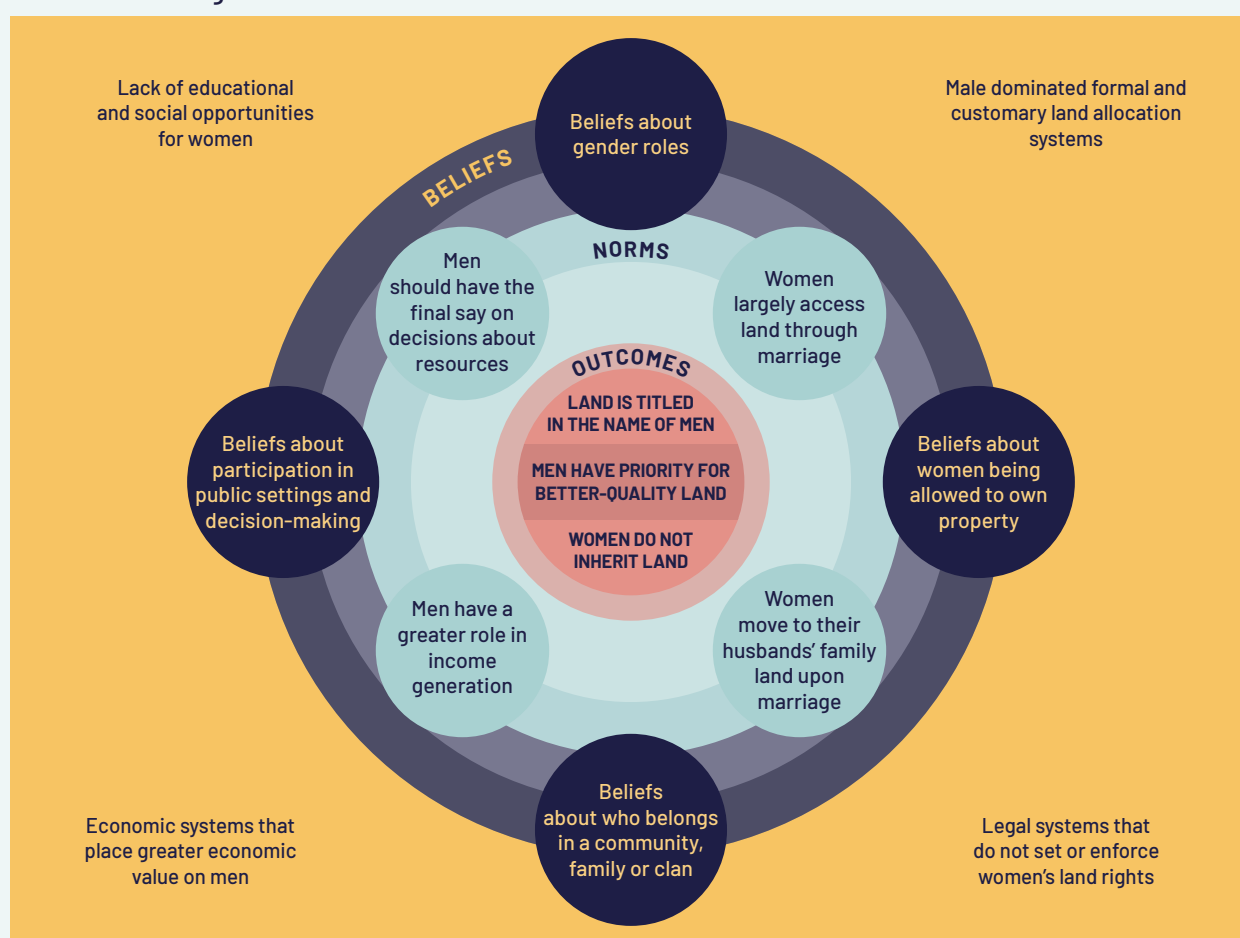 Lack of educational
and social opportunities
for women
Male dominated formal and
customary land allocation
systems
BELIEFS
Beliefs about
gender roles
NORMS
Men
should have the
final say on
decisions about
resources
Women
largely access
land through
marriage
OUTCOMES
LAND IS TITLED
IN THE NAME OF MEN
MEN HAVE PRIORITY FOR
BETTER-QUALITY LAND
WOMEN DO NOT
INHERIT LAND
Beliefs about
participation in
public settings and
decision-making
Beliefs about
women being
allowed to own
property
Men have a
greater role in
income
generation
Women
move to their
husbands’ family
land upon
marriage
Beliefs
about who belongs
in a community,
family or clan
Economic systems that
place greater economic
value on men
Legal systems that
do not set or enforce
women’s land rights